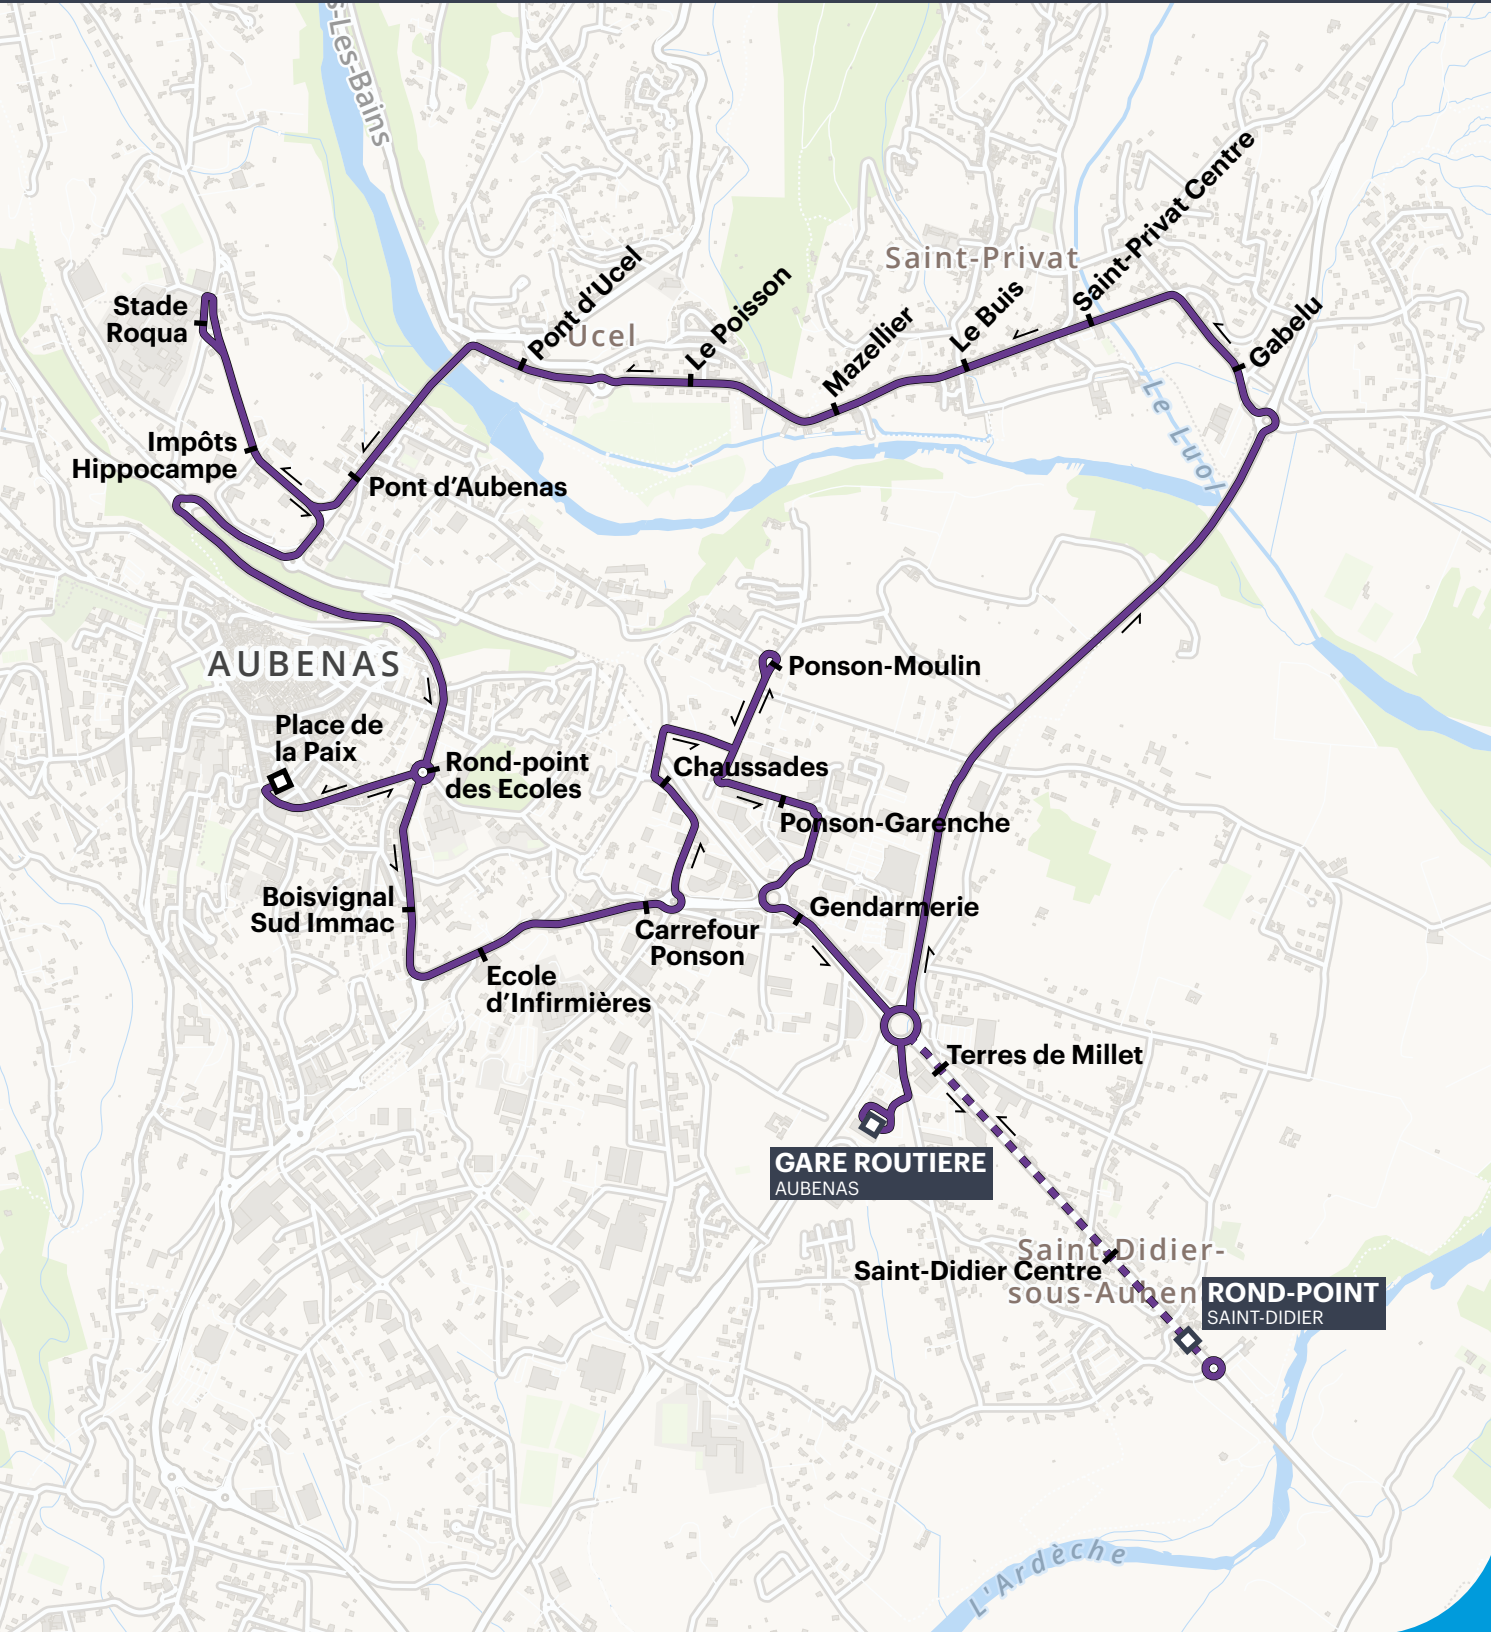 s-Les-Bains
Saint-Privat Centre
Saint-Privat
Pont d'Ucel
Ucel
Le Poisson
Mazellier
Le Buis
Gabelu
Stade
Roqua
Le Luol
Impôts
Hippocampe
Pont d'Aubenas
AUBENAS
Ponson-Moulin
Place de
la Paix
Rond-point
des Ecoles
Chaussades
Ponson-Garenche
Boisvignal
Sud Immac
Gendarmerie
Carrefour
Ponson
Ecole
d'Infirmières
Terres de Millet
GARE ROUTIERE
AUBENAS
Saint-Didier-
Saint-Didier Centre
sous-Auben
ROND-POINT
SAINT-DIDIER
L'Ardèche